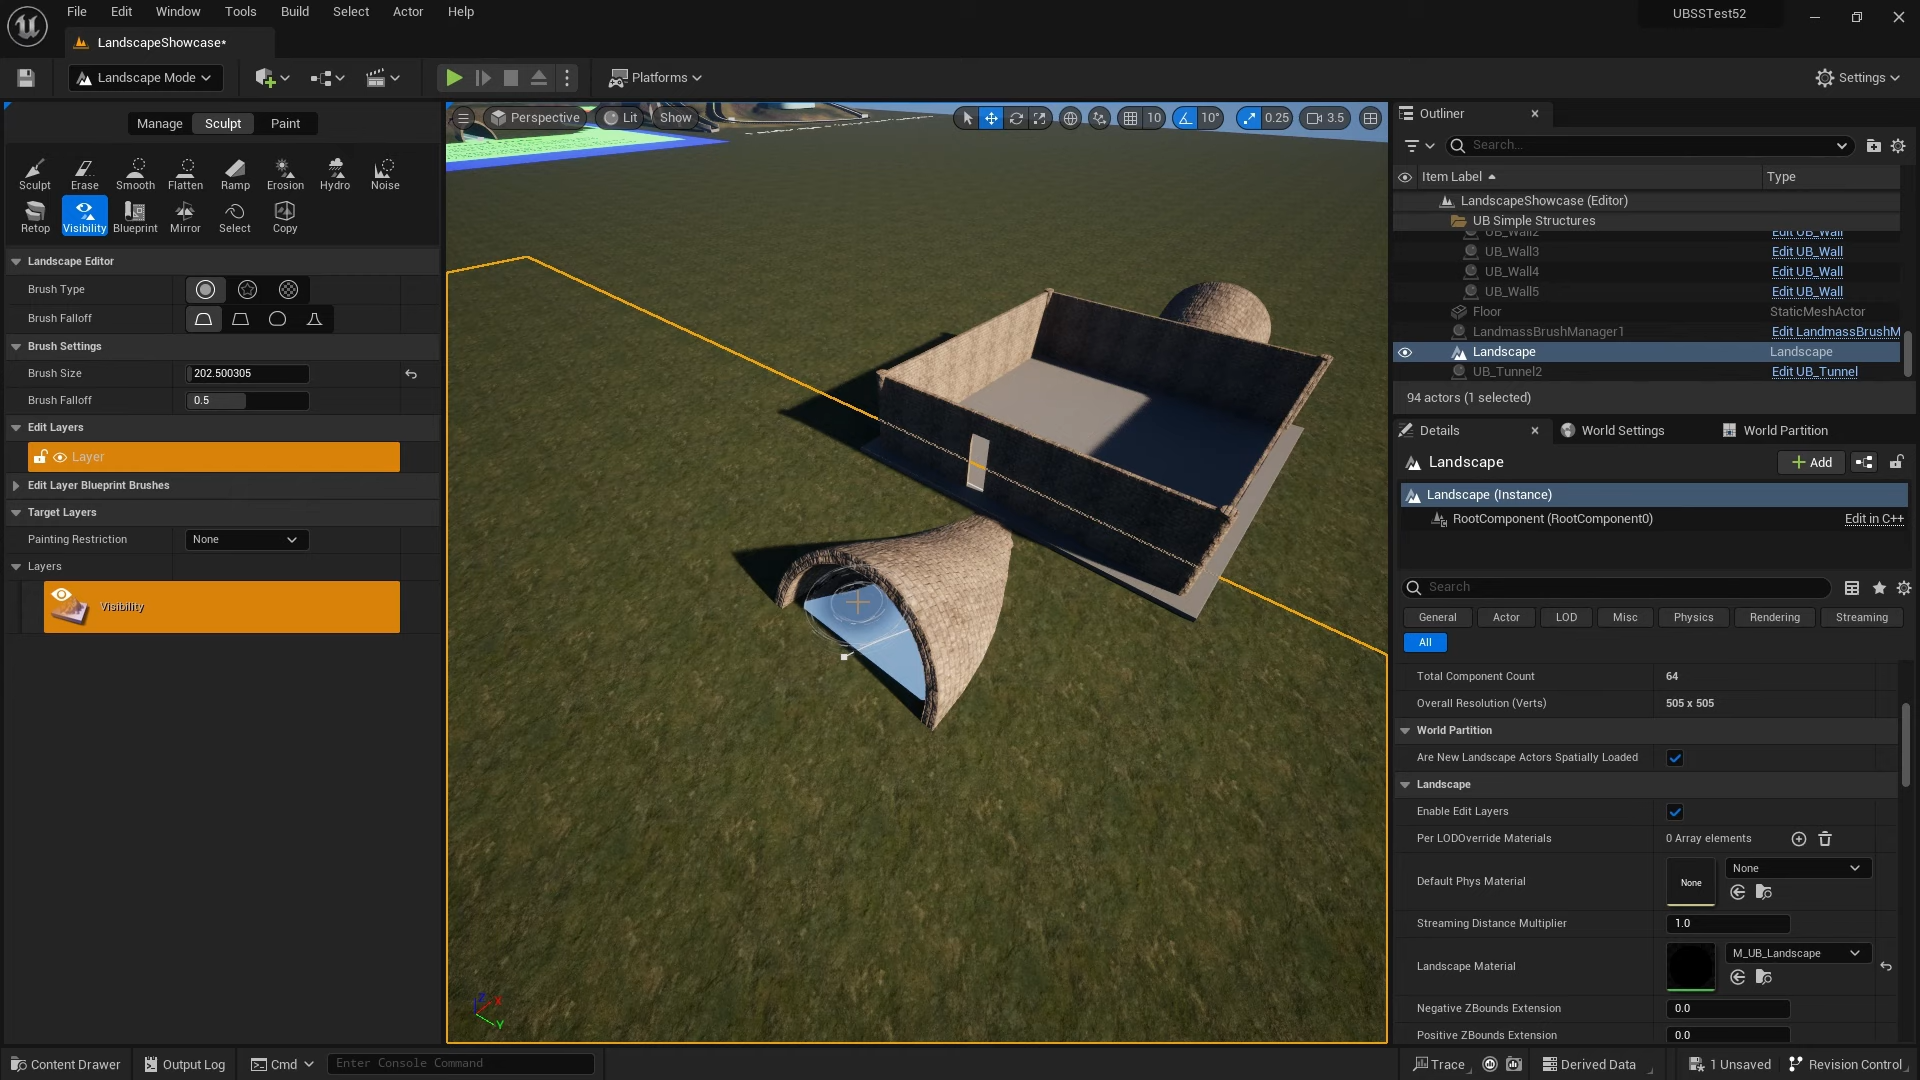 File Edit Window Tools Build Select Actor Help
UBSSTest52
LandscapeShowcase*
Landscape Mode
Platforms
Settings
Manage Sculpt Paint
Sculpt Erase Smooth Flatten Ramp Erosion Hydro Noise
Retop Visibility Blueprint Mirror Select Copy
Landscape Editor
Brush Type
Brush Falloff
Brush Settings
Brush Size 202.500305
Brush Falloff 0.5
Edit Layers
Layer
Edit Layer Blueprint Brushes
Target Layers
Painting Restriction None
Layers
Visibility
Perspective Lit Show 10 10° 0.25 3.5
Z X
Y
Outliner
Search...
Item Label Type
LandscapeShowcase (Editor)
UB Simple Structures
UB_Wall2 Edit UB_Wall
UB_Wall3 Edit UB_Wall
UB_Wall4 Edit UB_Wall
UB_Wall5 Edit UB_Wall
Floor StaticMeshActor
LandmassBrushManager1 Edit LandmassBrushM
Landscape Landscape
UB_Tunnel2 Edit UB_Tunnel
94 actors (1 selected)
Details World Settings World Partition
Landscape Add
Landscape (Instance)
RootComponent (RootComponent0) Edit in C++
Search
General Actor LOD Misc Physics Rendering Streaming
All
Total Component Count 64
Overall Resolution (Verts) 505 x 505
World Partition
Are New Landscape Actors Spatially Loaded
Landscape
Enable Edit Layers
Per LODOverride Materials 0 Array elements
Default Phys Material None None
Streaming Distance Multiplier 1.0
Landscape Material M_UB_Landscape
Negative ZBounds Extension 0.0
Positive ZBounds Extension 0.0
Content Drawer Output Log Cmd Enter Console Command Trace Derived Data 1 Unsaved Revision Control